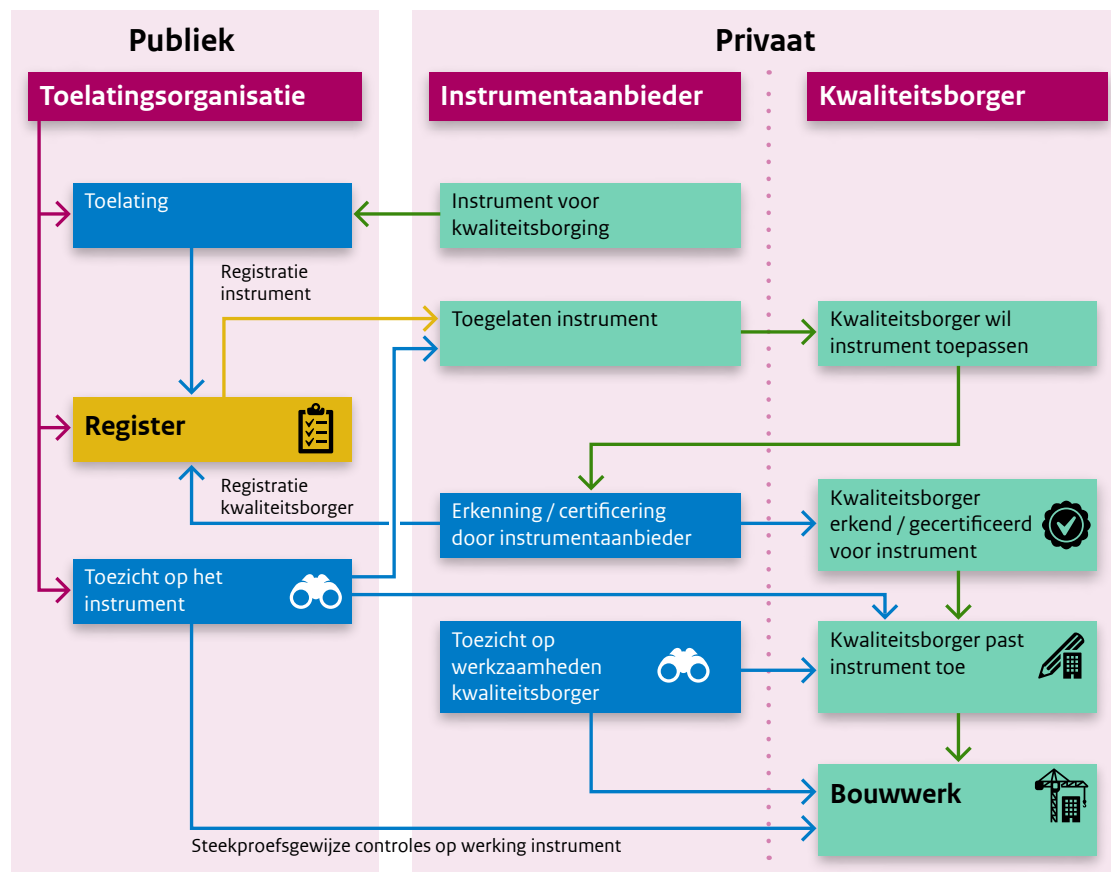 Publiek
Privaat
Toelatingsorganisatie
Instrumentaanbieder
Kwaliteitsborger
Toelating
Instrument voor
kwaliteitsborging
Registratie
instrument
Toegelaten instrument
Kwaliteitsborger wil
instrument toepassen
Register
Registratie
kwaliteitsborger
Erkenning / certificering
door instrumentaanbieder
Kwaliteitsborger
erkend / gecertificeerd
voor instrument
Toezicht op het
instrument
Toezicht op
werkzaamheden
kwaliteitsborger
Kwaliteitsborger past
instrument toe
Bouwwerk
Steekproefsgewijze controles op werking instrument